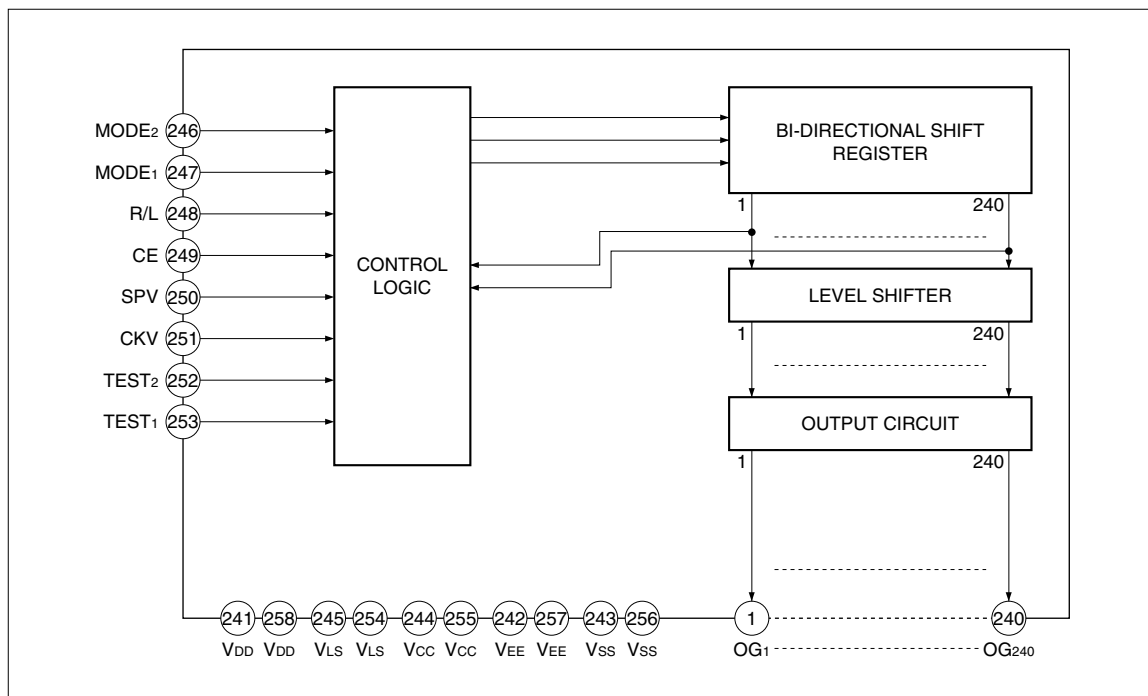 MODE2 246
MODE1 247
R/L 248
CE 249
SPV 250
CKV 251
TEST2 252
TEST1 253
CONTROL
LOGIC
BI-DIRECTIONAL SHIFT
REGISTER
1 240
LEVEL SHIFTER
1 240
OUTPUT CIRCUIT
1 240
241 258 245 254 244 255 242 257 243 256 1 240
VDD VDD VLS VLS VCC VCC VEE VEE VSS VSS OG1 OG240